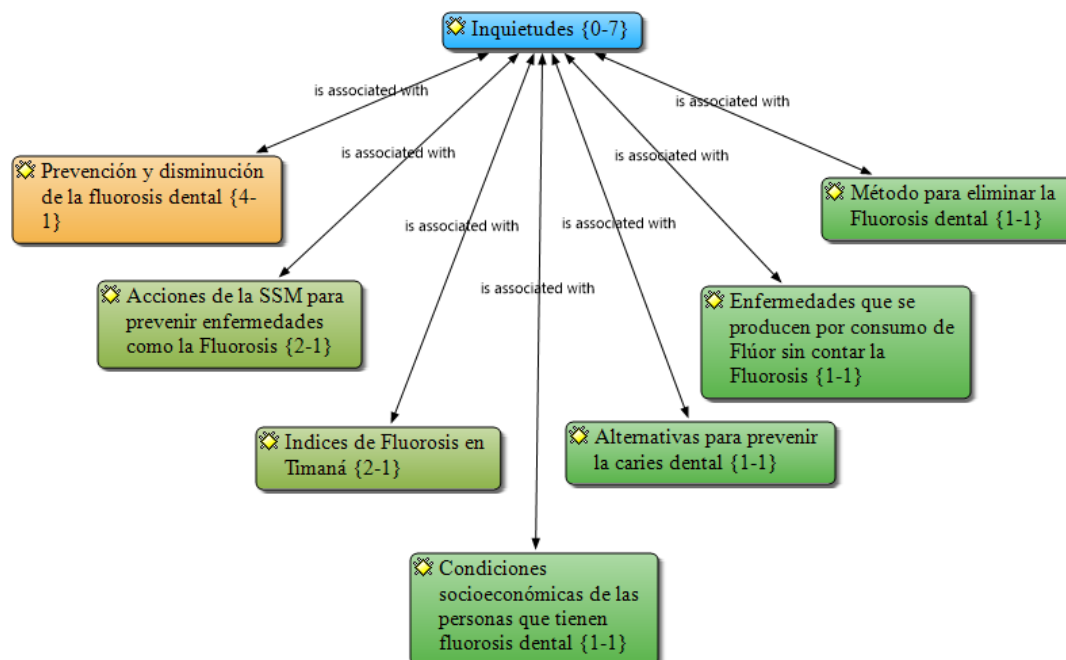 Inquietudes {0-7}
is associated with
is associated with
is associated with
is associated with
is associated with
is associated with
is associated with
Prevención y disminución
de la fluorosis dental {4-
1}
Método para eliminar la
Fluorosis dental {1-1}
Acciones de la SSM para
prevenir enfermedades
como la Fluorosis {2-1}
Enfermedades que se
producen por consumo de
Flúor sin contar la
Fluorosis {1-1}
Indices de Fluorosis en
Timaná {2-1}
Alternativas para prevenir
la caries dental {1-1}
Condiciones
socioeconómicas de las
personas que tienen
fluorosis dental {1-1}